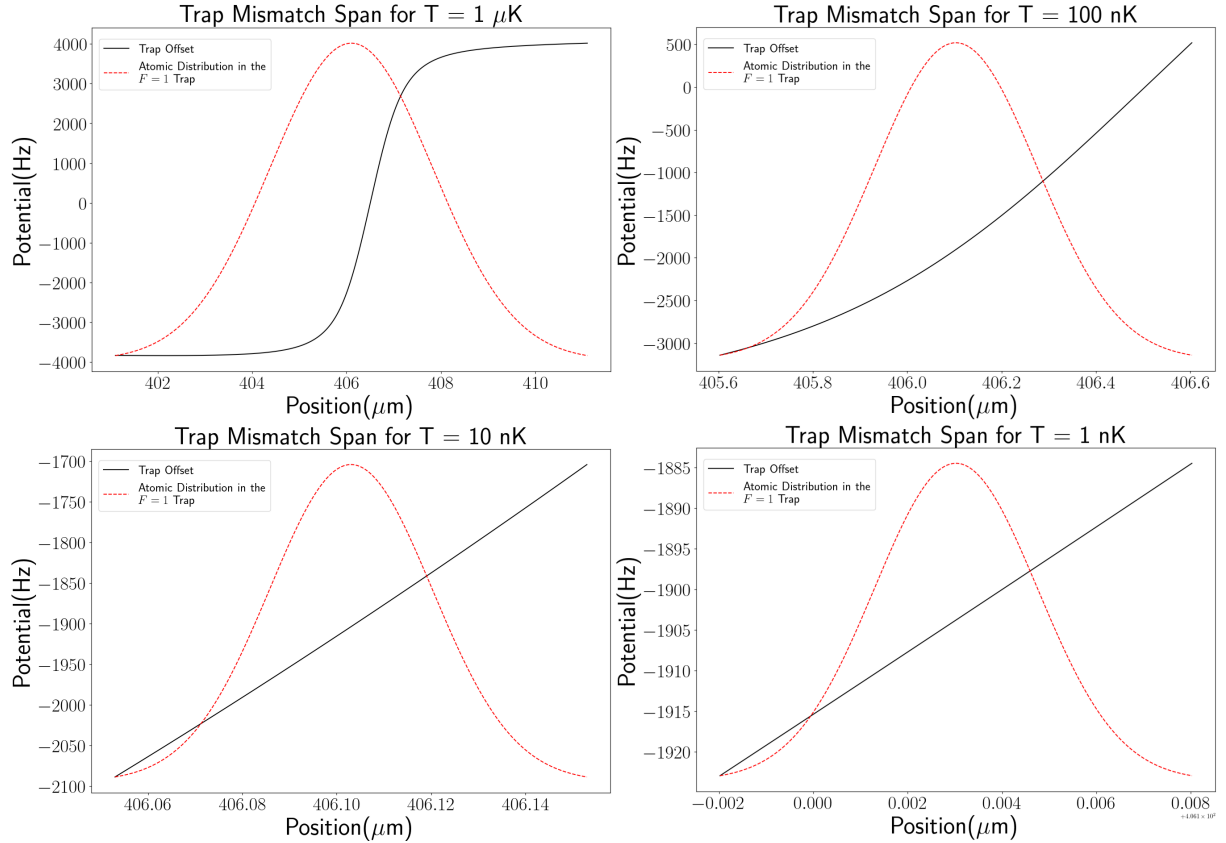 Trap Mismatch Span for T = 1 μK
4000
3000
2000
1000
0
−1000
−2000
−3000
−4000
Potential(Hz)
Trap Offset
Atomic Distribution in the
F = 1 Trap
402
404
406
408
410
Position(μm)
Trap Mismatch Span for T = 100 nK
500
0
−500
−1000
−1500
−2000
−2500
−3000
Potential(Hz)
Trap Offset
Atomic Distribution in the
F = 1 Trap
405.6
405.8
406.0
406.2
406.4
406.6
Position(μm)
Trap Mismatch Span for T = 10 nK
−1700
−1750
−1800
−1850
−1900
−1950
−2000
−2050
−2100
Potential(Hz)
Trap Offset
Atomic Distribution in the
F = 1 Trap
406.06
406.08
406.10
406.12
406.14
Position(μm)
Trap Mismatch Span for T = 1 nK
−1885
−1890
−1895
−1900
−1905
−1910
−1915
−1920
Potential(Hz)
Trap Offset
Atomic Distribution in the
F = 1 Trap
−0.002
0.000
0.002
0.004
0.006
0.008
+4.061 × 10²
Position(μm)